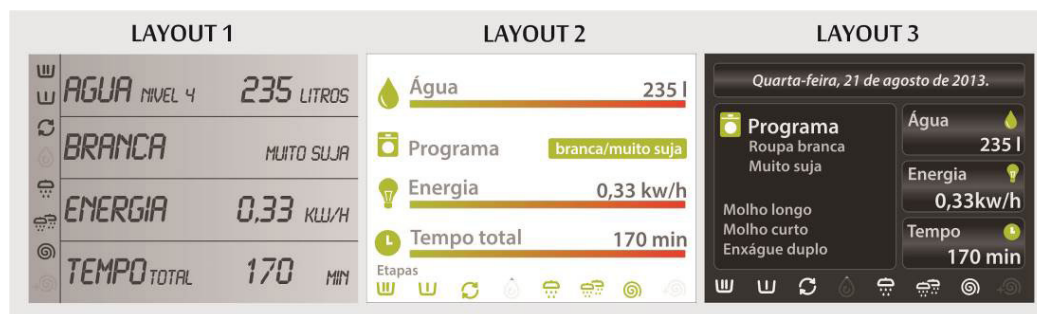 LAYOUT 1
AGUA NIVEL 4 235 LITROS
BRANCA MUITO SUJA
ENERGIA 0,33 KW/H
TEMPO TOTAL 170 MIN
LAYOUT 2
Água 235 l
Programa branca/muito suja
Energia 0,33 kw/h
Tempo total 170 min
Etapas
LAYOUT 3
Quarta-feira, 21 de agosto de 2013.
Programa
Roupa branca
Muito suja
Molho longo
Molho curto
Enxágue duplo
Água
235 l
Energia
0,33kw/h
Tempo
170 min